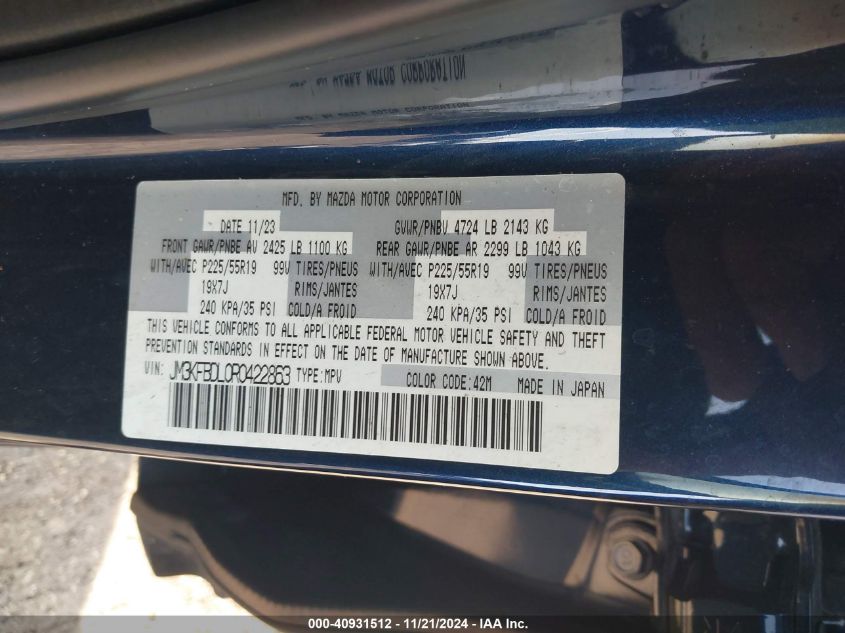 MFD. BY MAZDA MOTOR CORPORATION
DATE 11/23 GVWR/PNBV 4724 LB 2143 KG
FRONT GAWR/PNBE AV 2425 LB 1100 KG REAR GAWR/PNBE AR 2299 LB 1043 KG
WITH/AVEC P225/55R19 99V TIRES/PNEUS WITH/AVEC P225/55R19 99V TIRES/PNEUS
19X7J RIMS/JANTES 19X7J RIMS/JANTES
240 KPA/35 PSI COLD/A FROID 240 KPA/35 PSI COLD/A FROID
THIS VEHICLE CONFORMS TO ALL APPLICABLE FEDERAL MOTOR VEHICLE SAFETY AND THEFT
PREVENTION STANDARDS IN EFFECT ON THE DATE OF MANUFACTURE SHOWN ABOVE.
VIN: JM3KFBDL0R0422863 TYPE:MPV COLOR CODE:42M MADE IN JAPAN
000-40931512 - 11/21/2024 - IAA Inc.